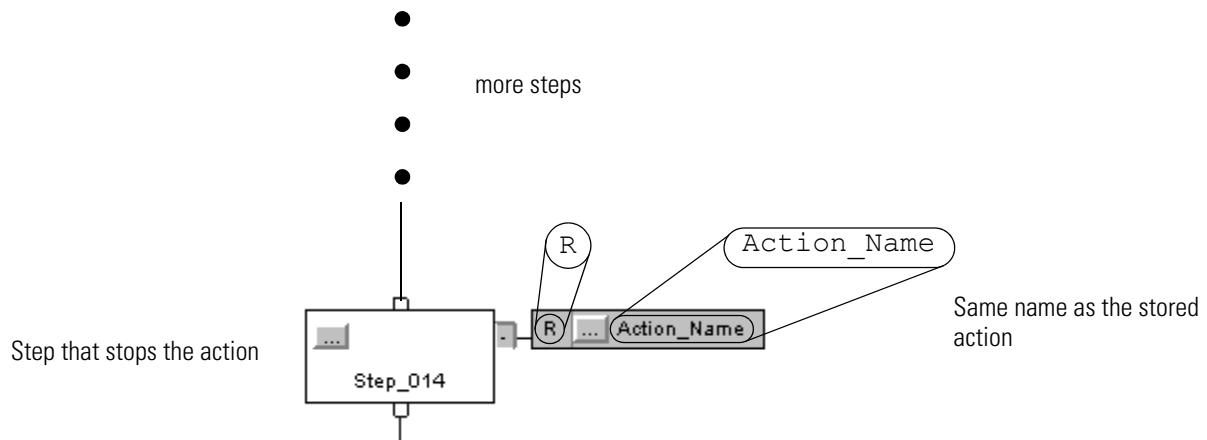 more steps
R
Action_Name
Same name as the stored
action
R
...
Action_Name
...
Step that stops the action
Step_014